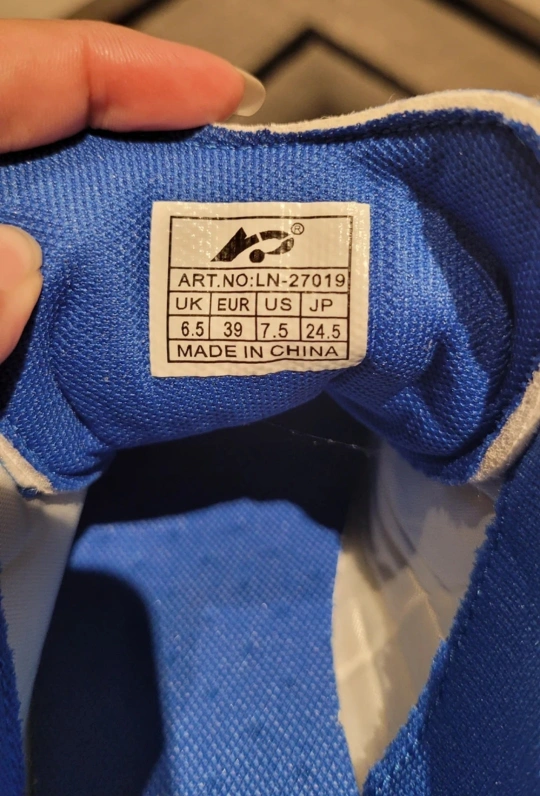 ®
ART.NO:LN-27019
UK EUR US JP
6.5 39 7.5 24.5
MADE IN CHINA